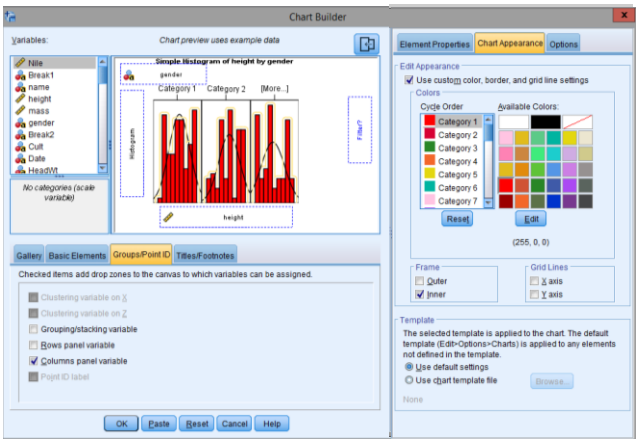 Chart Builder
x
Variables:
Chart preview uses example data
Nile
Break1
name
height
mass
gender
Break2
Cult
Date
HeadWt
No categories (scale
variable)
Simple Histogram of height by gender
gender
Category 1 Category 2 [More...]
Histogram
Filter?
height
Gallery Basic Elements Groups/Point ID Titles/Footnotes
Checked items add drop zones to the canvas to which variables can be assigned.
Clustering variable on X
Clustering variable on Z
Grouping/stacking variable
Rows panel variable
Columns panel variable
Point ID label
OK Paste Reset Cancel Help
Element Properties Chart Appearance Options
Edit Appearance
Use custom color, border, and grid line settings
Colors
Cycle Order Available Colors:
Category 1
Category 2
Category 3
Category 4
Category 5
Category 6
Category 7
Reset Edit
(255, 0, 0)
Frame Grid Lines
Outer X axis
Inner Y axis
Template
The selected template is applied to the chart. The default
template (Edit>Options>Charts) is applied to any elements
not defined in the template.
Use default settings
Use chart template file Browse...
None